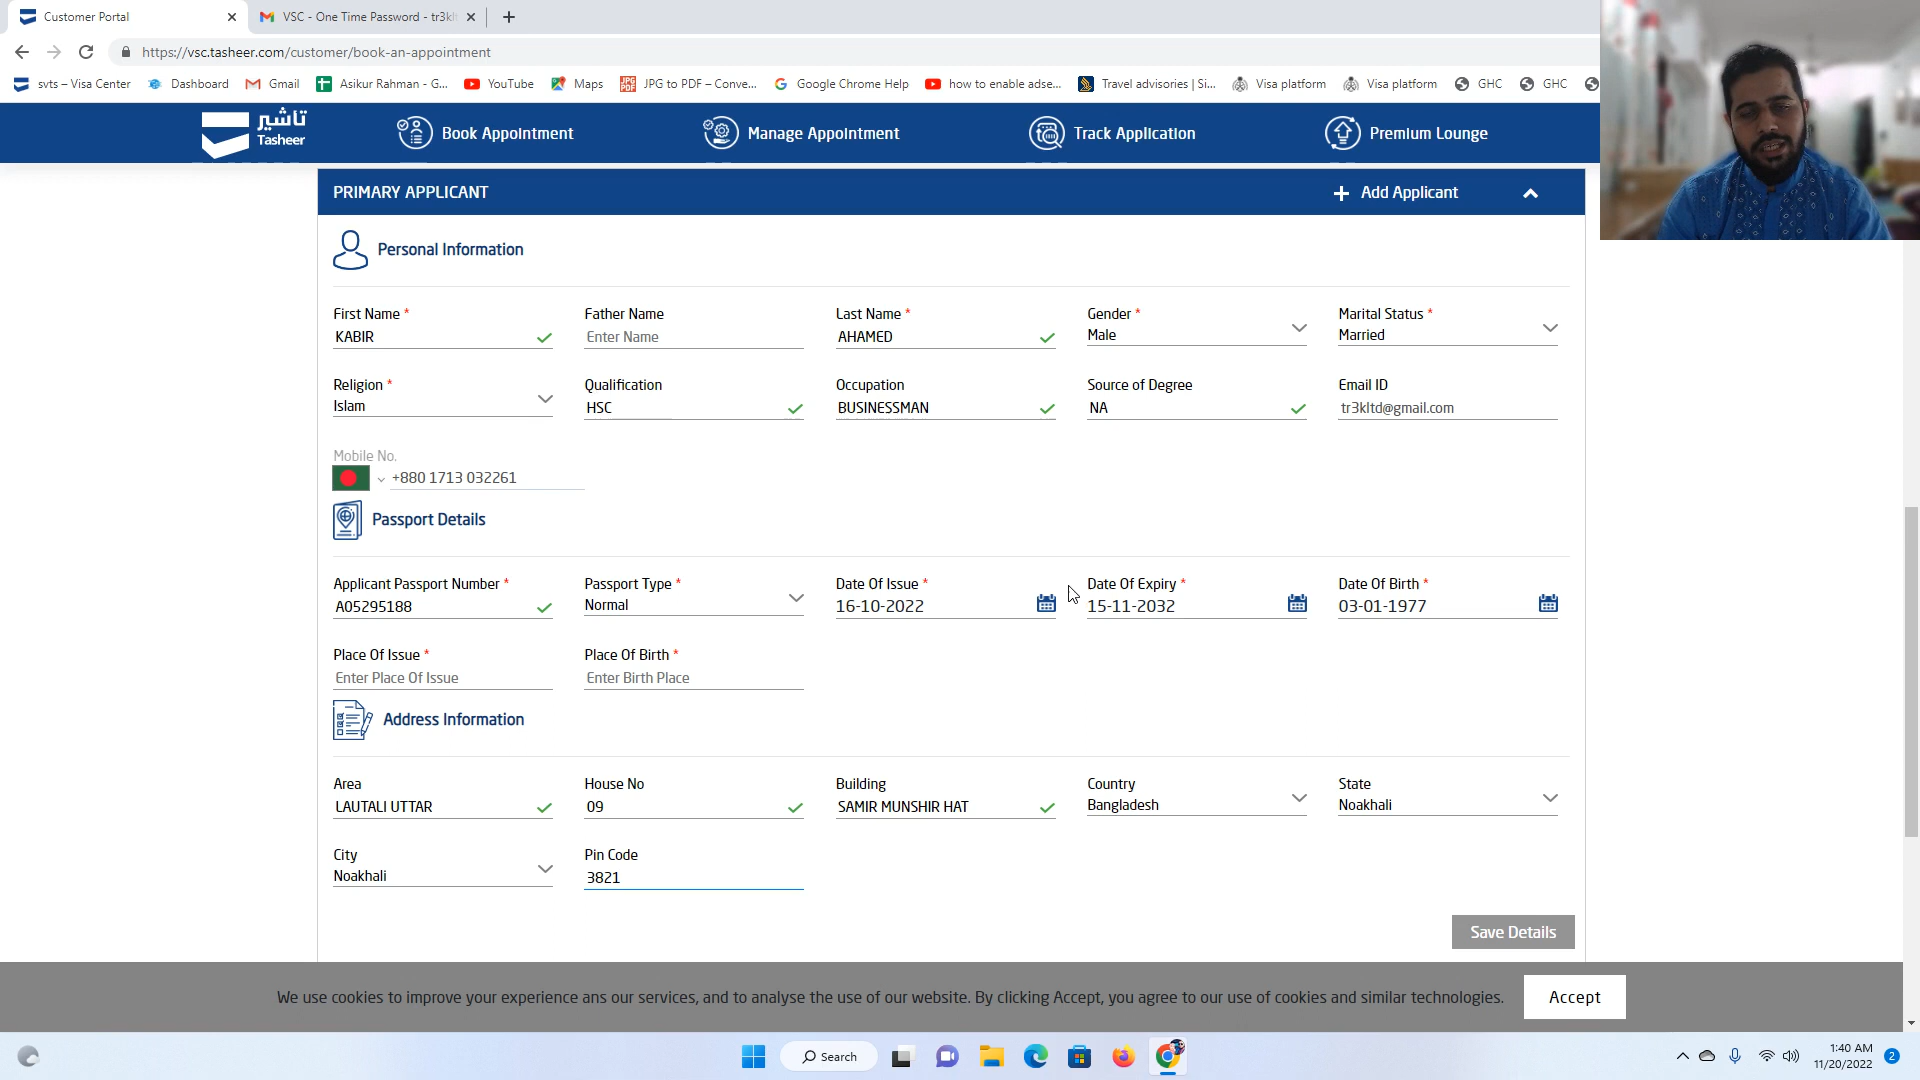 Customer Portal
VSC - One Time Password - tr3klt
https://vsc.tasheer.com/customer/book-an-appointment
svts – Visa Center Dashboard Gmail Asikur Rahman - G... YouTube Maps JPG to PDF – Conve... Google Chrome Help how to enable adse... Travel advisories | Si... Visa platform Visa platform GHC GHC
تأشير
Tasheer
Book Appointment Manage Appointment Track Application Premium Lounge
PRIMARY APPLICANT + Add Applicant
Personal Information
First Name * Father Name Last Name * Gender * Marital Status *
KABIR Enter Name AHAMED Male Married
Religion * Qualification Occupation Source of Degree Email ID
Islam HSC BUSINESSMAN NA tr3kltd@gmail.com
Mobile No.
+880 1713 032261
Passport Details
Applicant Passport Number * Passport Type * Date Of Issue * Date Of Expiry * Date Of Birth *
A05295188 Normal 16-10-2022 15-11-2032 03-01-1977
Place Of Issue * Place Of Birth *
Enter Place Of Issue Enter Birth Place
Address Information
Area House No Building Country State
LAUTALI UTTAR 09 SAMIR MUNSHIR HAT Bangladesh Noakhali
City Pin Code
Noakhali 3821
Save Details
We use cookies to improve your experience ans our services, and to analyse the use of our website. By clicking Accept, you agree to our use of cookies and similar technologies. Accept
Search
1:40 AM
11/20/2022 2